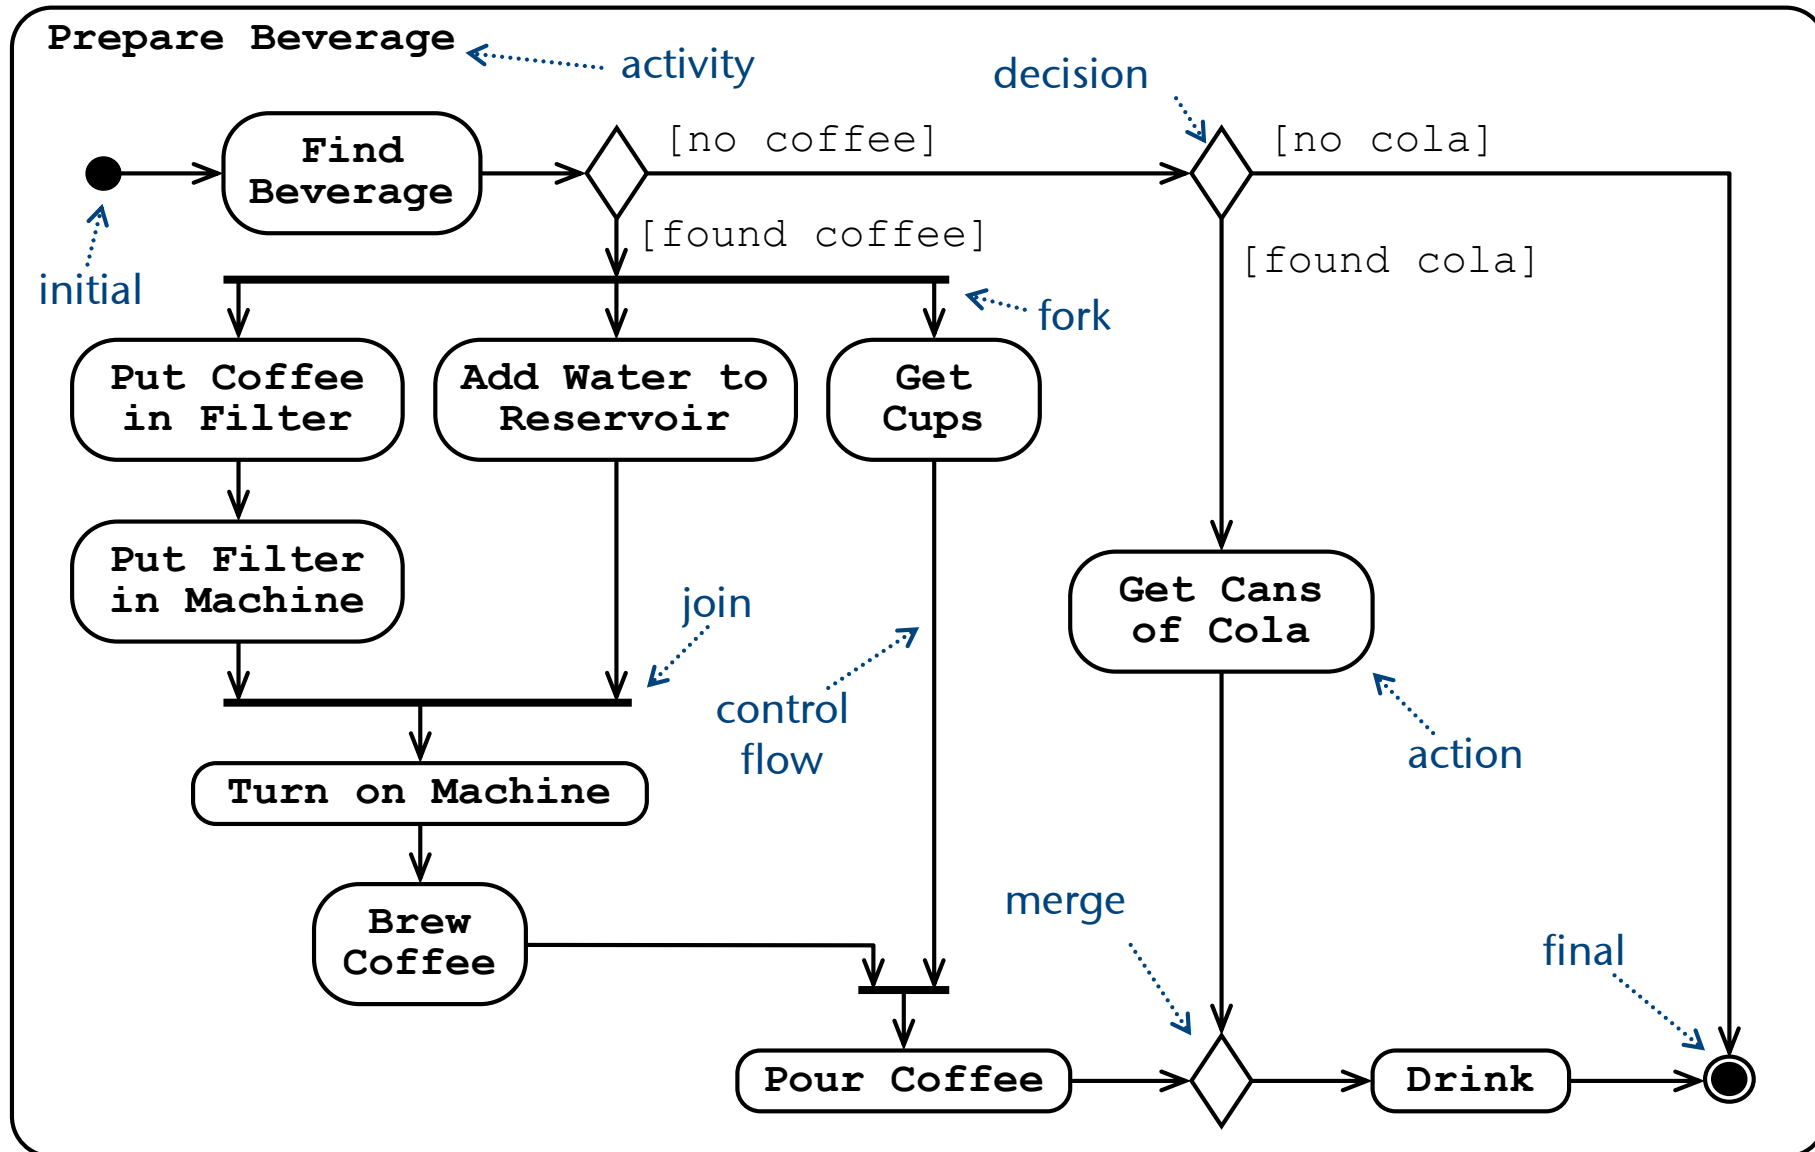 Prepare Beverage
activity
decision
[no coffee]
[no cola]
Find
Beverage
[found coffee]
[found cola]
initial
fork
Put Coffee
in Filter
Add Water to
Reservoir
Get
Cups
Put Filter
in Machine
join
Get Cans
of Cola
control
flow
action
Turn on Machine
merge
Brew
Coffee
final
Pour Coffee
Drink